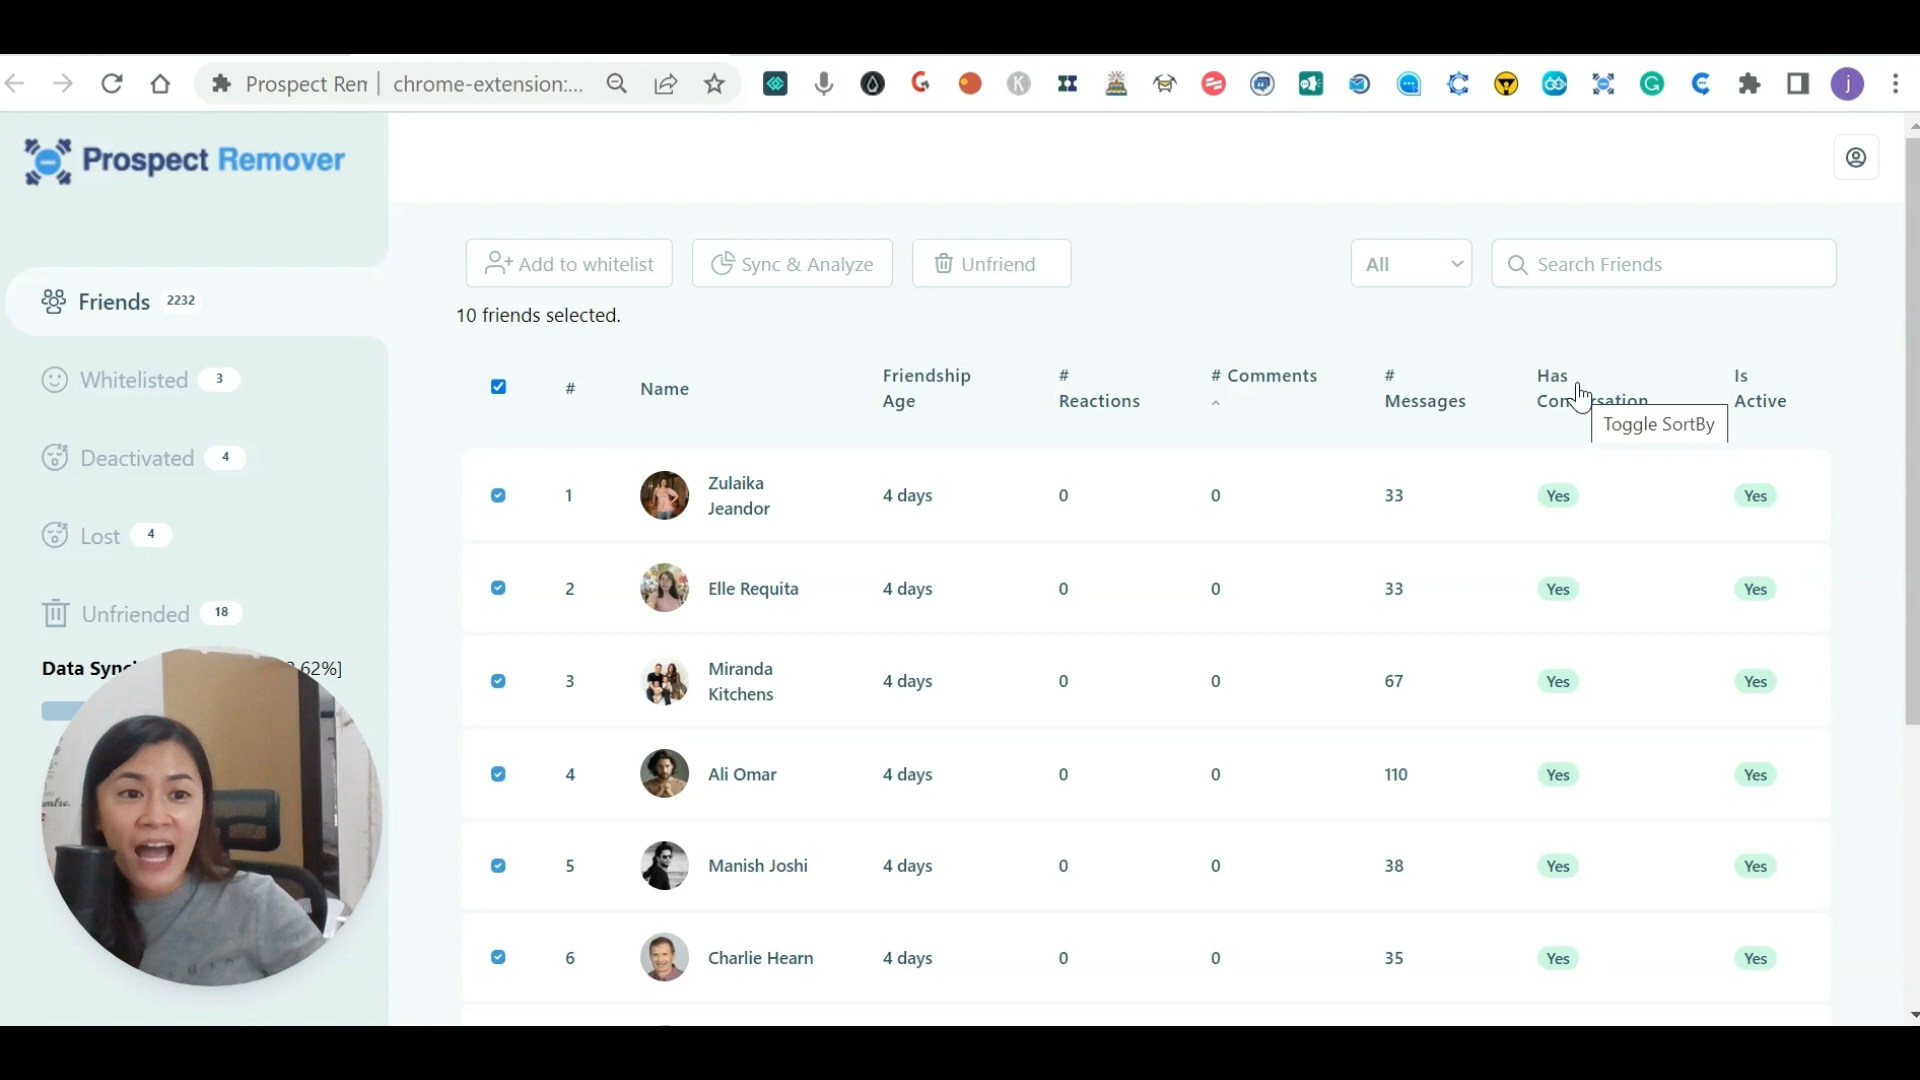 Prospect Ren | chrome-extension:...
j
Prospect Remover
Add to whitelist
Sync & Analyze
Unfriend
All
Search Friends
Friends 2232
10 friends selected.
Whitelisted 3
Deactivated 4
Lost 4
Unfriended 18
Data Sync
62%]
# Name Friendship Age # Reactions # Comments # Messages Has Conversation Is Active
Toggle SortBy
1 Zulaika Jeandor 4 days 0 0 33 Yes Yes
2 Elle Requita 4 days 0 0 33 Yes Yes
3 Miranda Kitchens 4 days 0 0 67 Yes Yes
4 Ali Omar 4 days 0 0 110 Yes Yes
5 Manish Joshi 4 days 0 0 38 Yes Yes
6 Charlie Hearn 4 days 0 0 35 Yes Yes